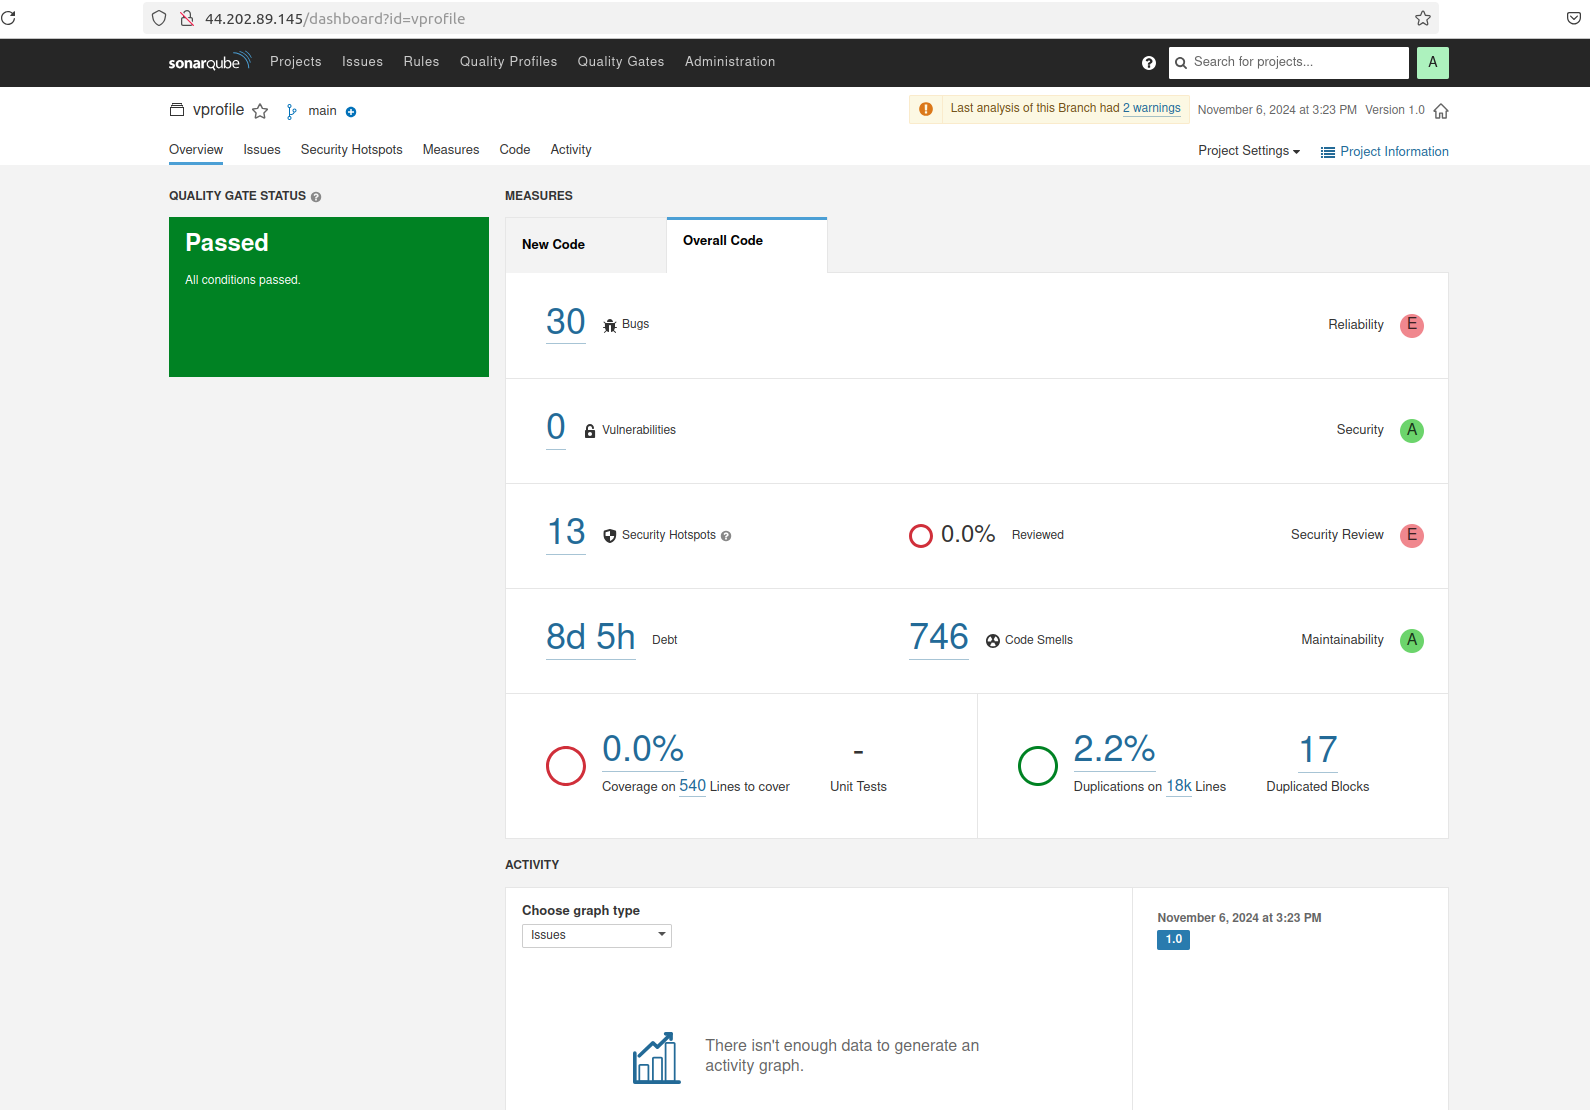 44.202.89.145/dashboard?id=vprofile
sonarqube Projects Issues Rules Quality Profiles Quality Gates Administration ? Search for projects... A
vprofile main Last analysis of this Branch had 2 warnings November 6, 2024 at 3:23 PM Version 1.0
Overview Issues Security Hotspots Measures Code Activity Project Settings Project Information
QUALITY GATE STATUS ?
Passed
All conditions passed.
MEASURES
New Code Overall Code
30 Bugs Reliability E
0 Vulnerabilities Security A
13 Security Hotspots ? 0.0% Reviewed Security Review E
8d 5h Debt 746 Code Smells Maintainability A
0.0% - 2.2% 17
Coverage on 540 Lines to cover Unit Tests Duplications on 18k Lines Duplicated Blocks
ACTIVITY
Choose graph type
Issues
November 6, 2024 at 3:23 PM
1.0
There isn't enough data to generate an
activity graph.